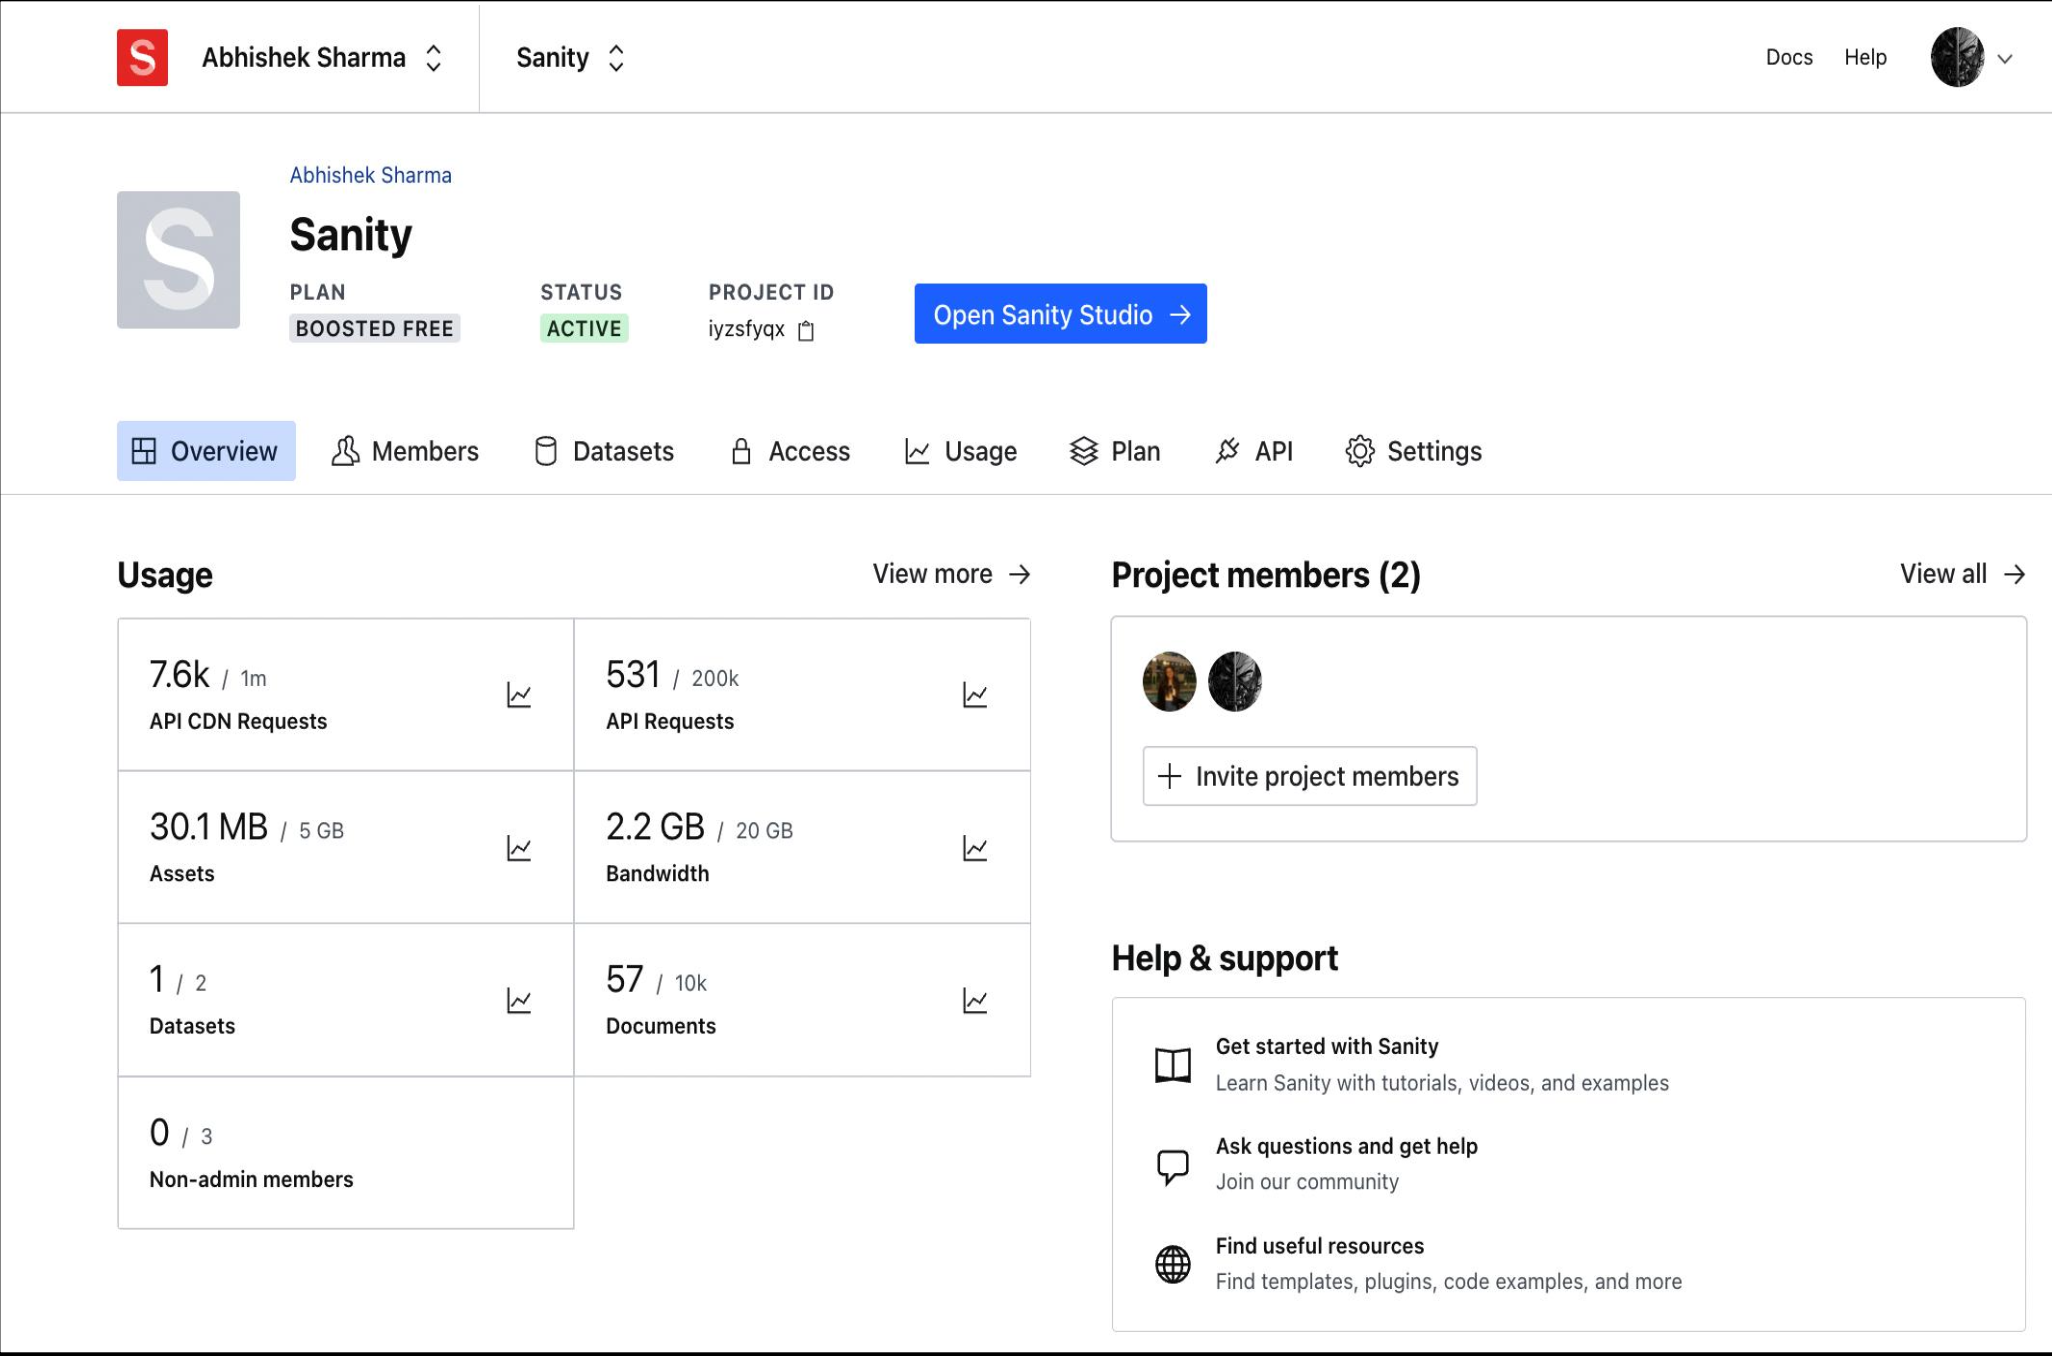 S Abhishek Sharma Sanity Docs Help
Abhishek Sharma
S
Sanity
PLAN STATUS PROJECT ID
BOOSTED FREE ACTIVE iyzsfyqx Open Sanity Studio →
Overview Members Datasets Access Usage Plan API Settings
Usage View more →
7.6k / 1m
API CDN Requests
531 / 200k
API Requests
30.1 MB / 5 GB
Assets
2.2 GB / 20 GB
Bandwidth
1 / 2
Datasets
57 / 10k
Documents
0 / 3
Non-admin members
Project members (2) View all →
+ Invite project members
Help & support
Get started with Sanity
Learn Sanity with tutorials, videos, and examples
Ask questions and get help
Join our community
Find useful resources
Find templates, plugins, code examples, and more